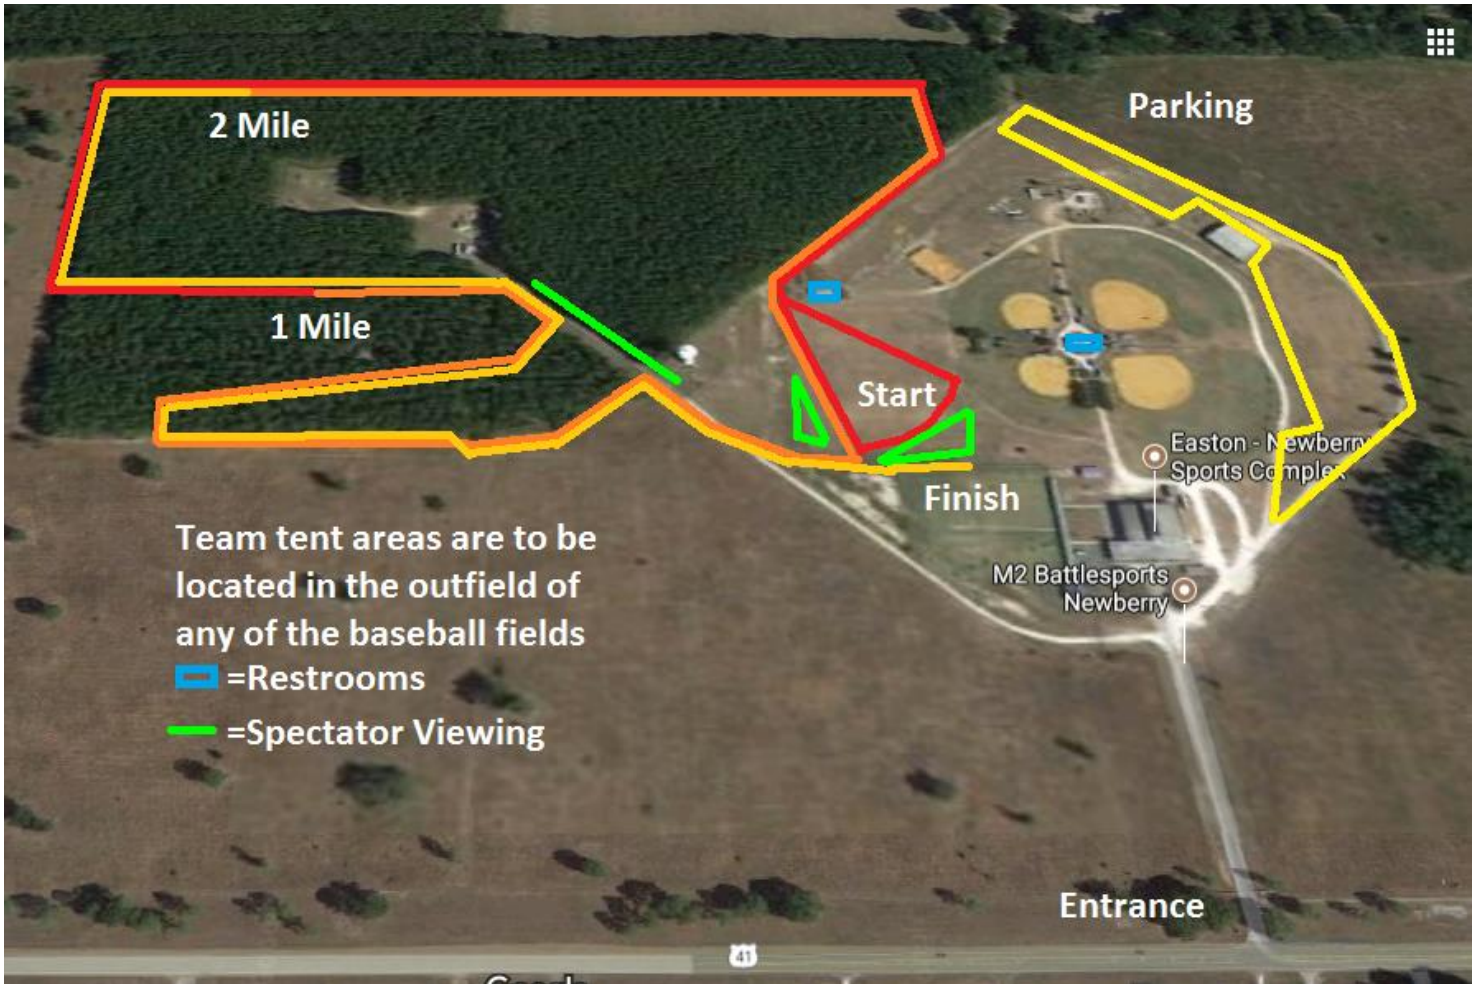 Parking
2 Mile
1 Mile
Start
Easton - Newberry
Sports Complex
Finish
Team tent areas are to be
located in the outfield of
any of the baseball fields
=Restrooms
=Spectator Viewing
M2 Battlesports
Newberry
Entrance
41
Google